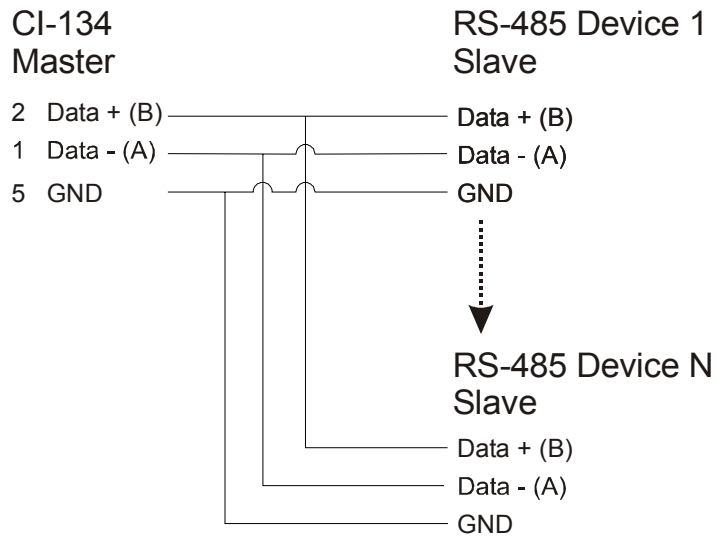 CI-134
Master
2 Data + (B)
1 Data - (A)
5 GND
RS-485 Device 1
Slave
Data + (B)
Data - (A)
GND
RS-485 Device N
Slave
Data + (B)
Data - (A)
GND